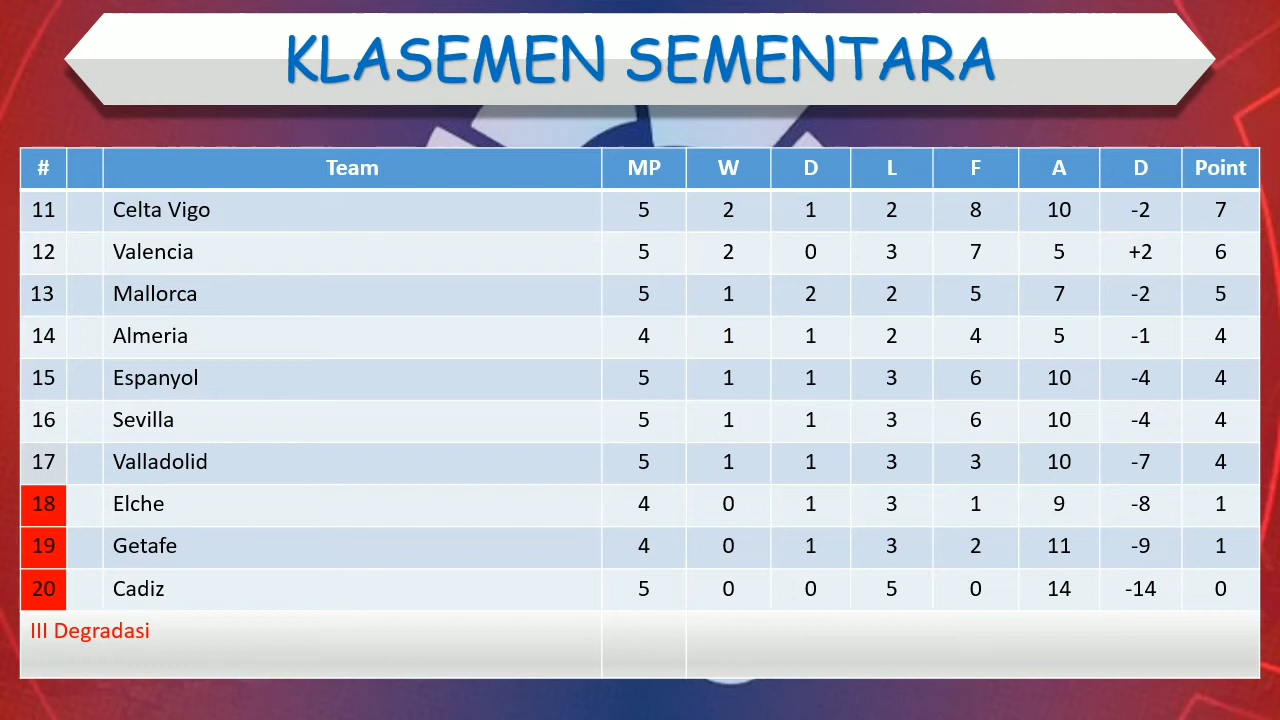 KLASEMEN SEMENTARA
# Team MP W D L F A D Point
11 Celta Vigo 5 2 1 2 8 10 -2 7
12 Valencia 5 2 0 3 7 5 +2 6
13 Mallorca 5 1 2 2 5 7 -2 5
14 Almeria 4 1 1 2 4 5 -1 4
15 Espanyol 5 1 1 3 6 10 -4 4
16 Sevilla 5 1 1 3 6 10 -4 4
17 Valladolid 5 1 1 3 3 10 -7 4
18 Elche 4 0 1 3 1 9 -8 1
19 Getafe 4 0 1 3 2 11 -9 1
20 Cadiz 5 0 0 5 0 14 -14 0
III Degradasi